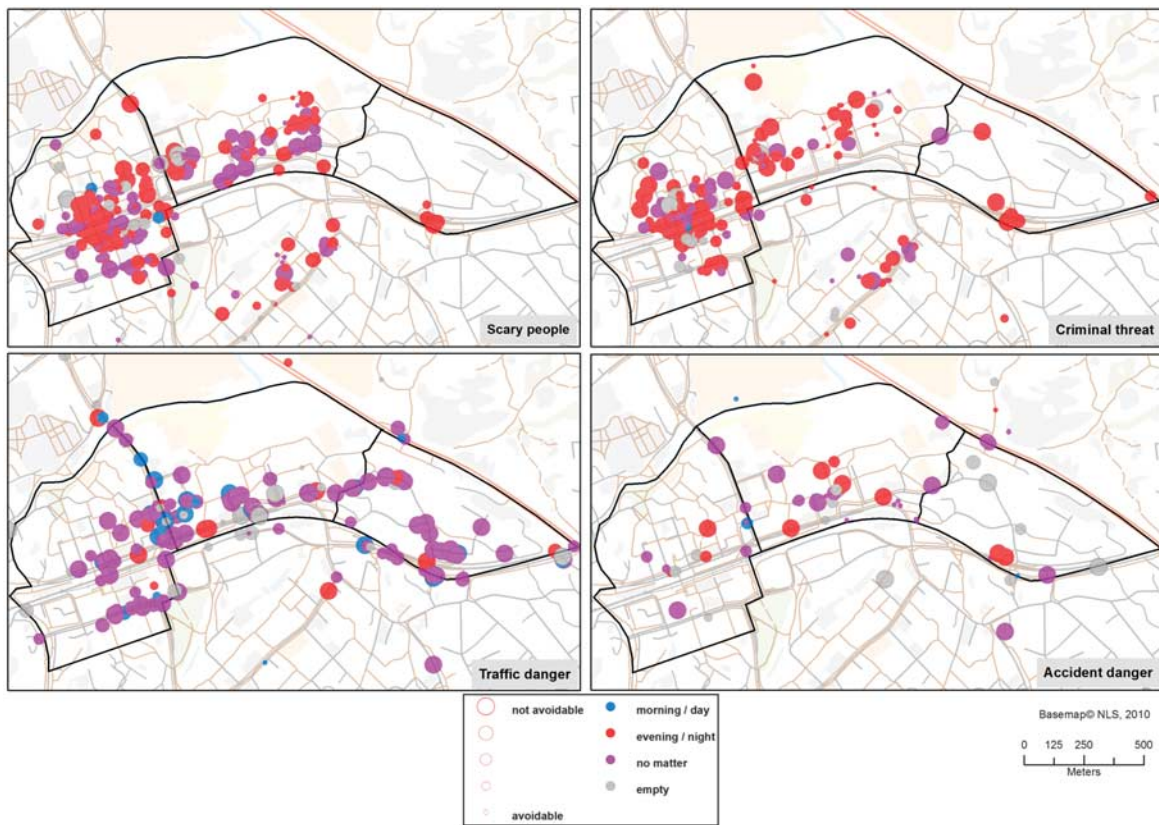 Scary people
Criminal threat
Traffic danger
Accident danger
not avoidable
avoidable
morning / day
evening / night
no matter
empty
Basemap© NLS, 2010
0 125 250 500
Meters